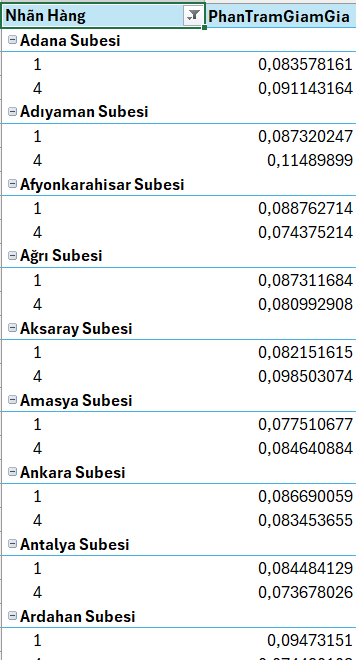 Nhãn Hàng PhanTramGiamGia
Adana Subesi
1 0,083578161
4 0,091143164
Adıyaman Subesi
1 0,087320247
4 0,11489899
Afyonkarahisar Subesi
1 0,088762714
4 0,074375214
Ağrı Subesi
1 0,087311684
4 0,080992908
Aksaray Subesi
1 0,082151615
4 0,098503074
Amasya Subesi
1 0,077510677
4 0,084640884
Ankara Subesi
1 0,086690059
4 0,083453655
Antalya Subesi
1 0,084484129
4 0,073678026
Ardahan Subesi
1 0,09473151